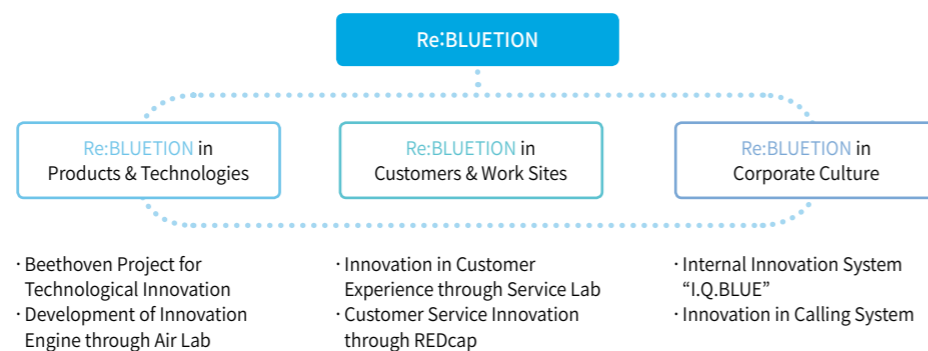 Re:BLUETION
Re:BLUETION in
Products & Technologies
Re:BLUETION in
Customers & Work Sites
Re:BLUETION in
Corporate Culture
· Beethoven Project for
Technological Innovation
· Development of Innovation
Engine through Air Lab
· Innovation in Customer
Experience through Service Lab
· Customer Service Innovation
through REDcap
· Internal Innovation System
“I.Q.BLUE”
· Innovation in Calling System